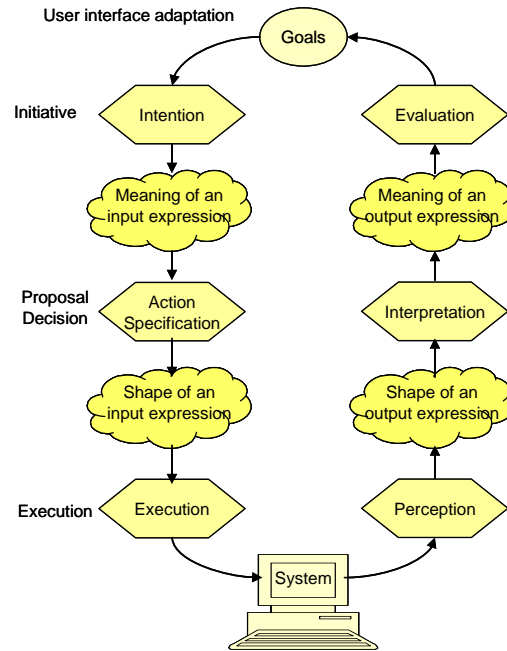 User interface adaptation
Goals
Initiative
Intention
Evaluation
Meaning of an
input expression
Meaning of an
output expression
Proposal
Decision
Action
Specification
Interpretation
Shape of an
input expression
Shape of an
output expression
Execution
Execution
Perception
System